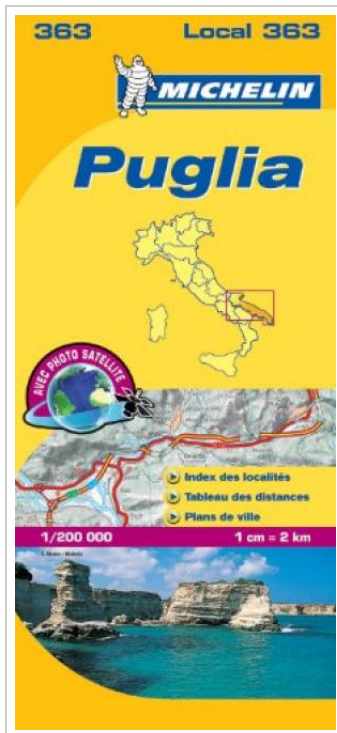 363 Local 363
MICHELIN
Puglia
AVEC PHOTO SATELLITE
Index des localités
Tableau des distances
Plans de ville
1/200 000 1 cm = 2 km